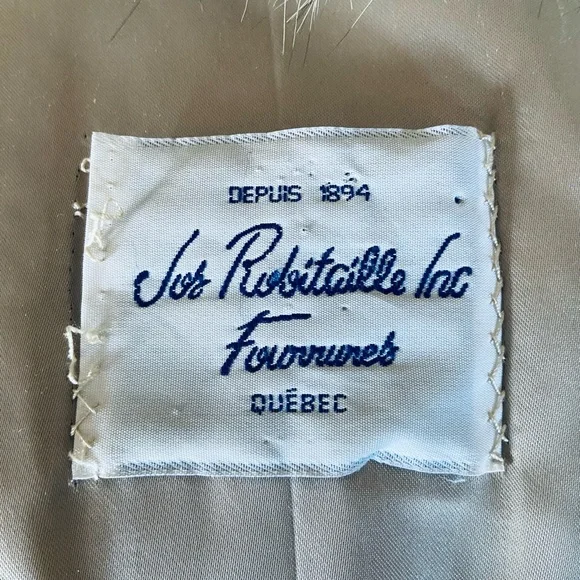 DEPUIS 1894
Jos Robitaille Inc
Fourrures
QUÉBEC